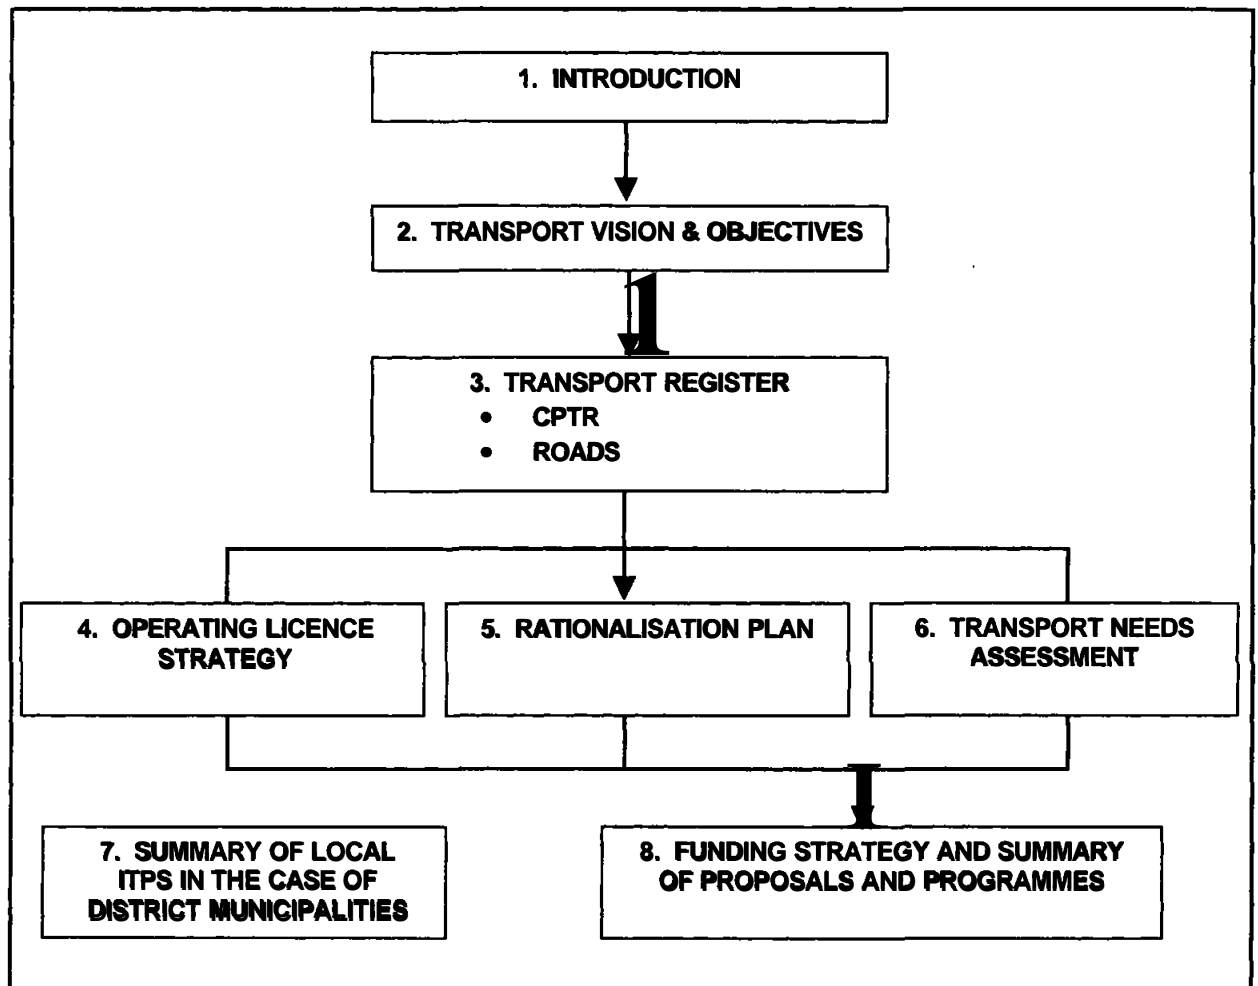 1. INTRODUCTION
2. TRANSPORT VISION & OBJECTIVES
3. TRANSPORT REGISTER
• CPTR
• ROADS
4. OPERATING LICENCE
STRATEGY
5. RATIONALISATION PLAN
6. TRANSPORT NEEDS
ASSESSMENT
7. SUMMARY OF LOCAL
ITPS IN THE CASE OF
DISTRICT MUNICIPALITIES
8. FUNDING STRATEGY AND SUMMARY
OF PROPOSALS AND PROGRAMMES